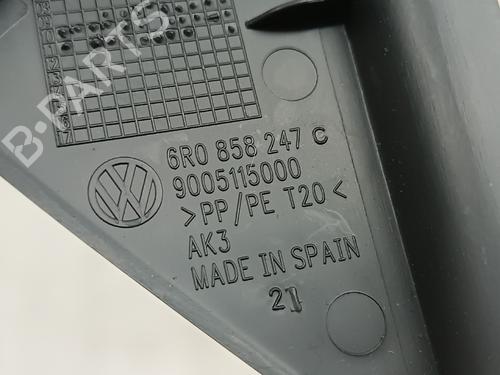 B-PARTS
6R0 858 247 C
9005115000
>PP/PE T20<
AK3
MADE IN SPAIN
21